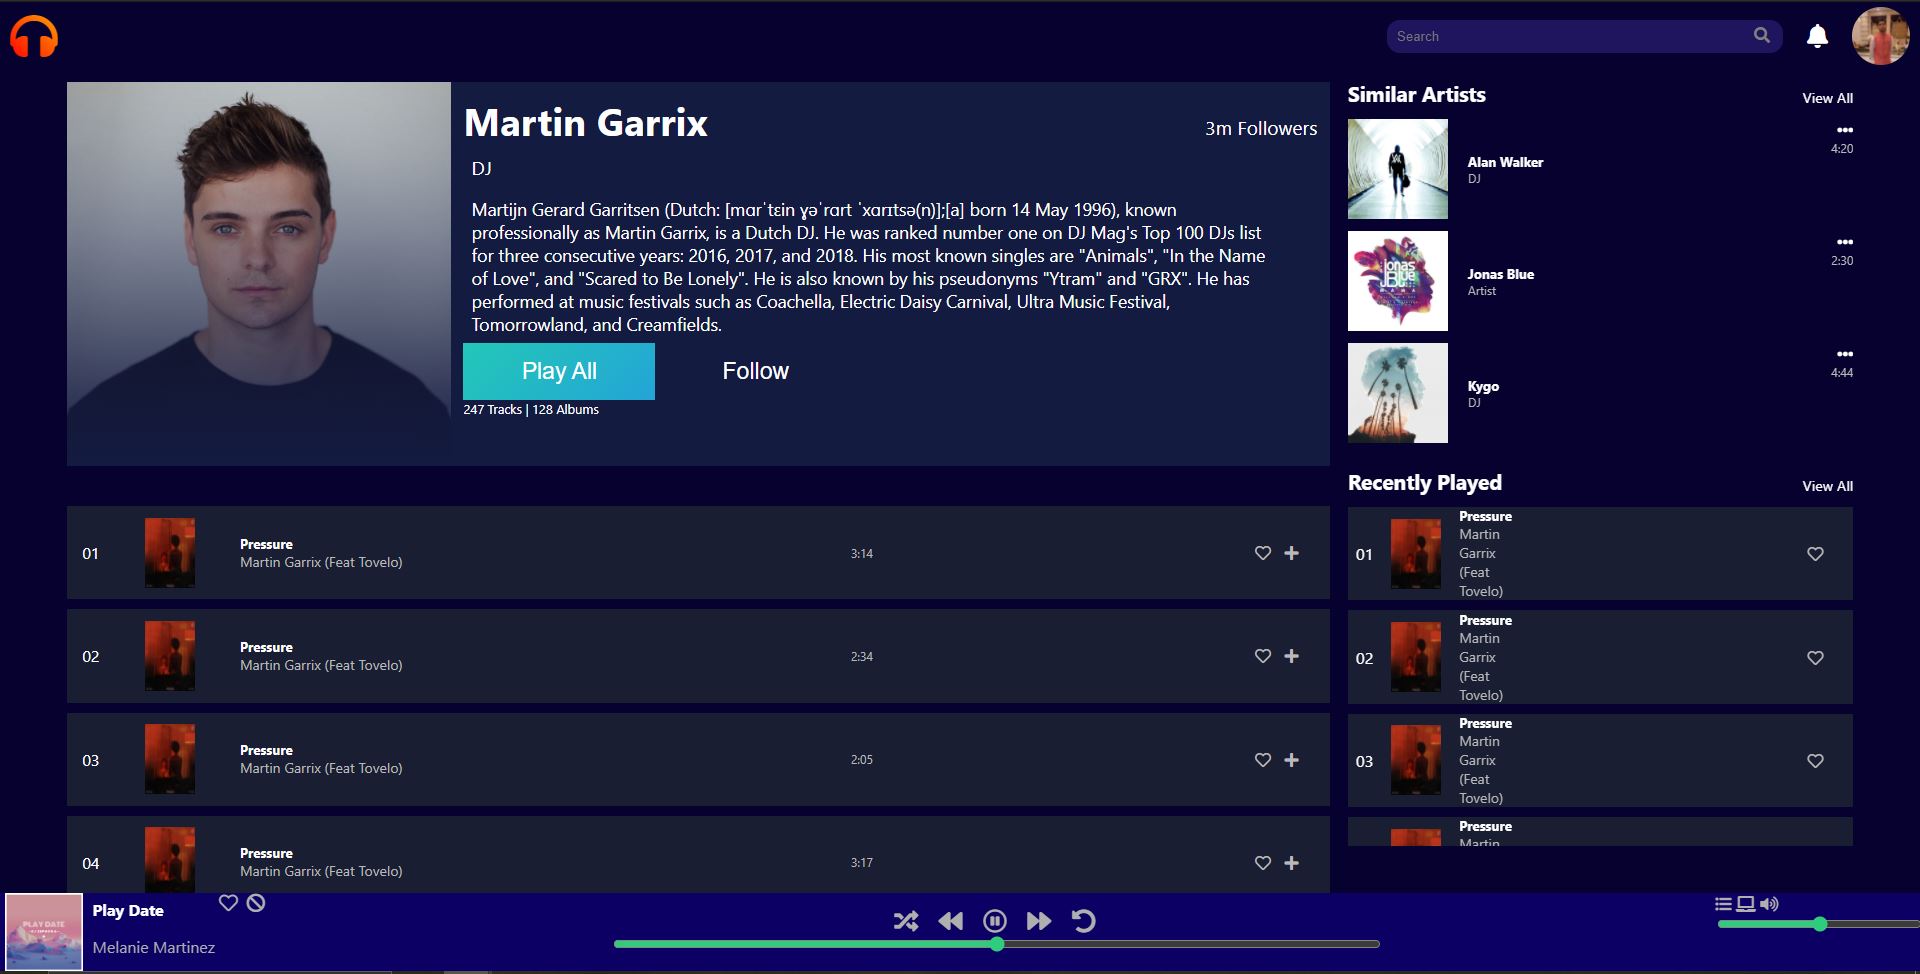 Search
Martin Garrix
3m Followers
DJ
Martijn Gerard Garritsen (Dutch: [mɑrˈtɛin ɣəˈrɑrt ˈxɑrɪtsə(n)];[a] born 14 May 1996), known
professionally as Martin Garrix, is a Dutch DJ. He was ranked number one on DJ Mag's Top 100 DJs list
for three consecutive years: 2016, 2017, and 2018. His most known singles are "Animals", "In the Name
of Love", and "Scared to Be Lonely". He is also known by his pseudonyms "Ytram" and "GRX". He has
performed at music festivals such as Coachella, Electric Daisy Carnival, Ultra Music Festival,
Tomorrowland, and Creamfields.
Play All
Follow
247 Tracks | 128 Albums
01
Pressure
Martin Garrix (Feat Tovelo)
3:14
02
Pressure
Martin Garrix (Feat Tovelo)
2:34
03
Pressure
Martin Garrix (Feat Tovelo)
2:05
04
Pressure
Martin Garrix (Feat Tovelo)
3:17
Similar Artists
View All
Alan Walker
DJ
4:20
Jonas
Blue
MAMA
Jonas Blue
Artist
2:30
Kygo
DJ
4:44
Recently Played
View All
01
Pressure
Martin
Garrix
(Feat
Tovelo)
02
Pressure
Martin
Garrix
(Feat
Tovelo)
03
Pressure
Martin
Garrix
(Feat
Tovelo)
Pressure
Martin
PLAY DATE
Play Date
Melanie Martinez